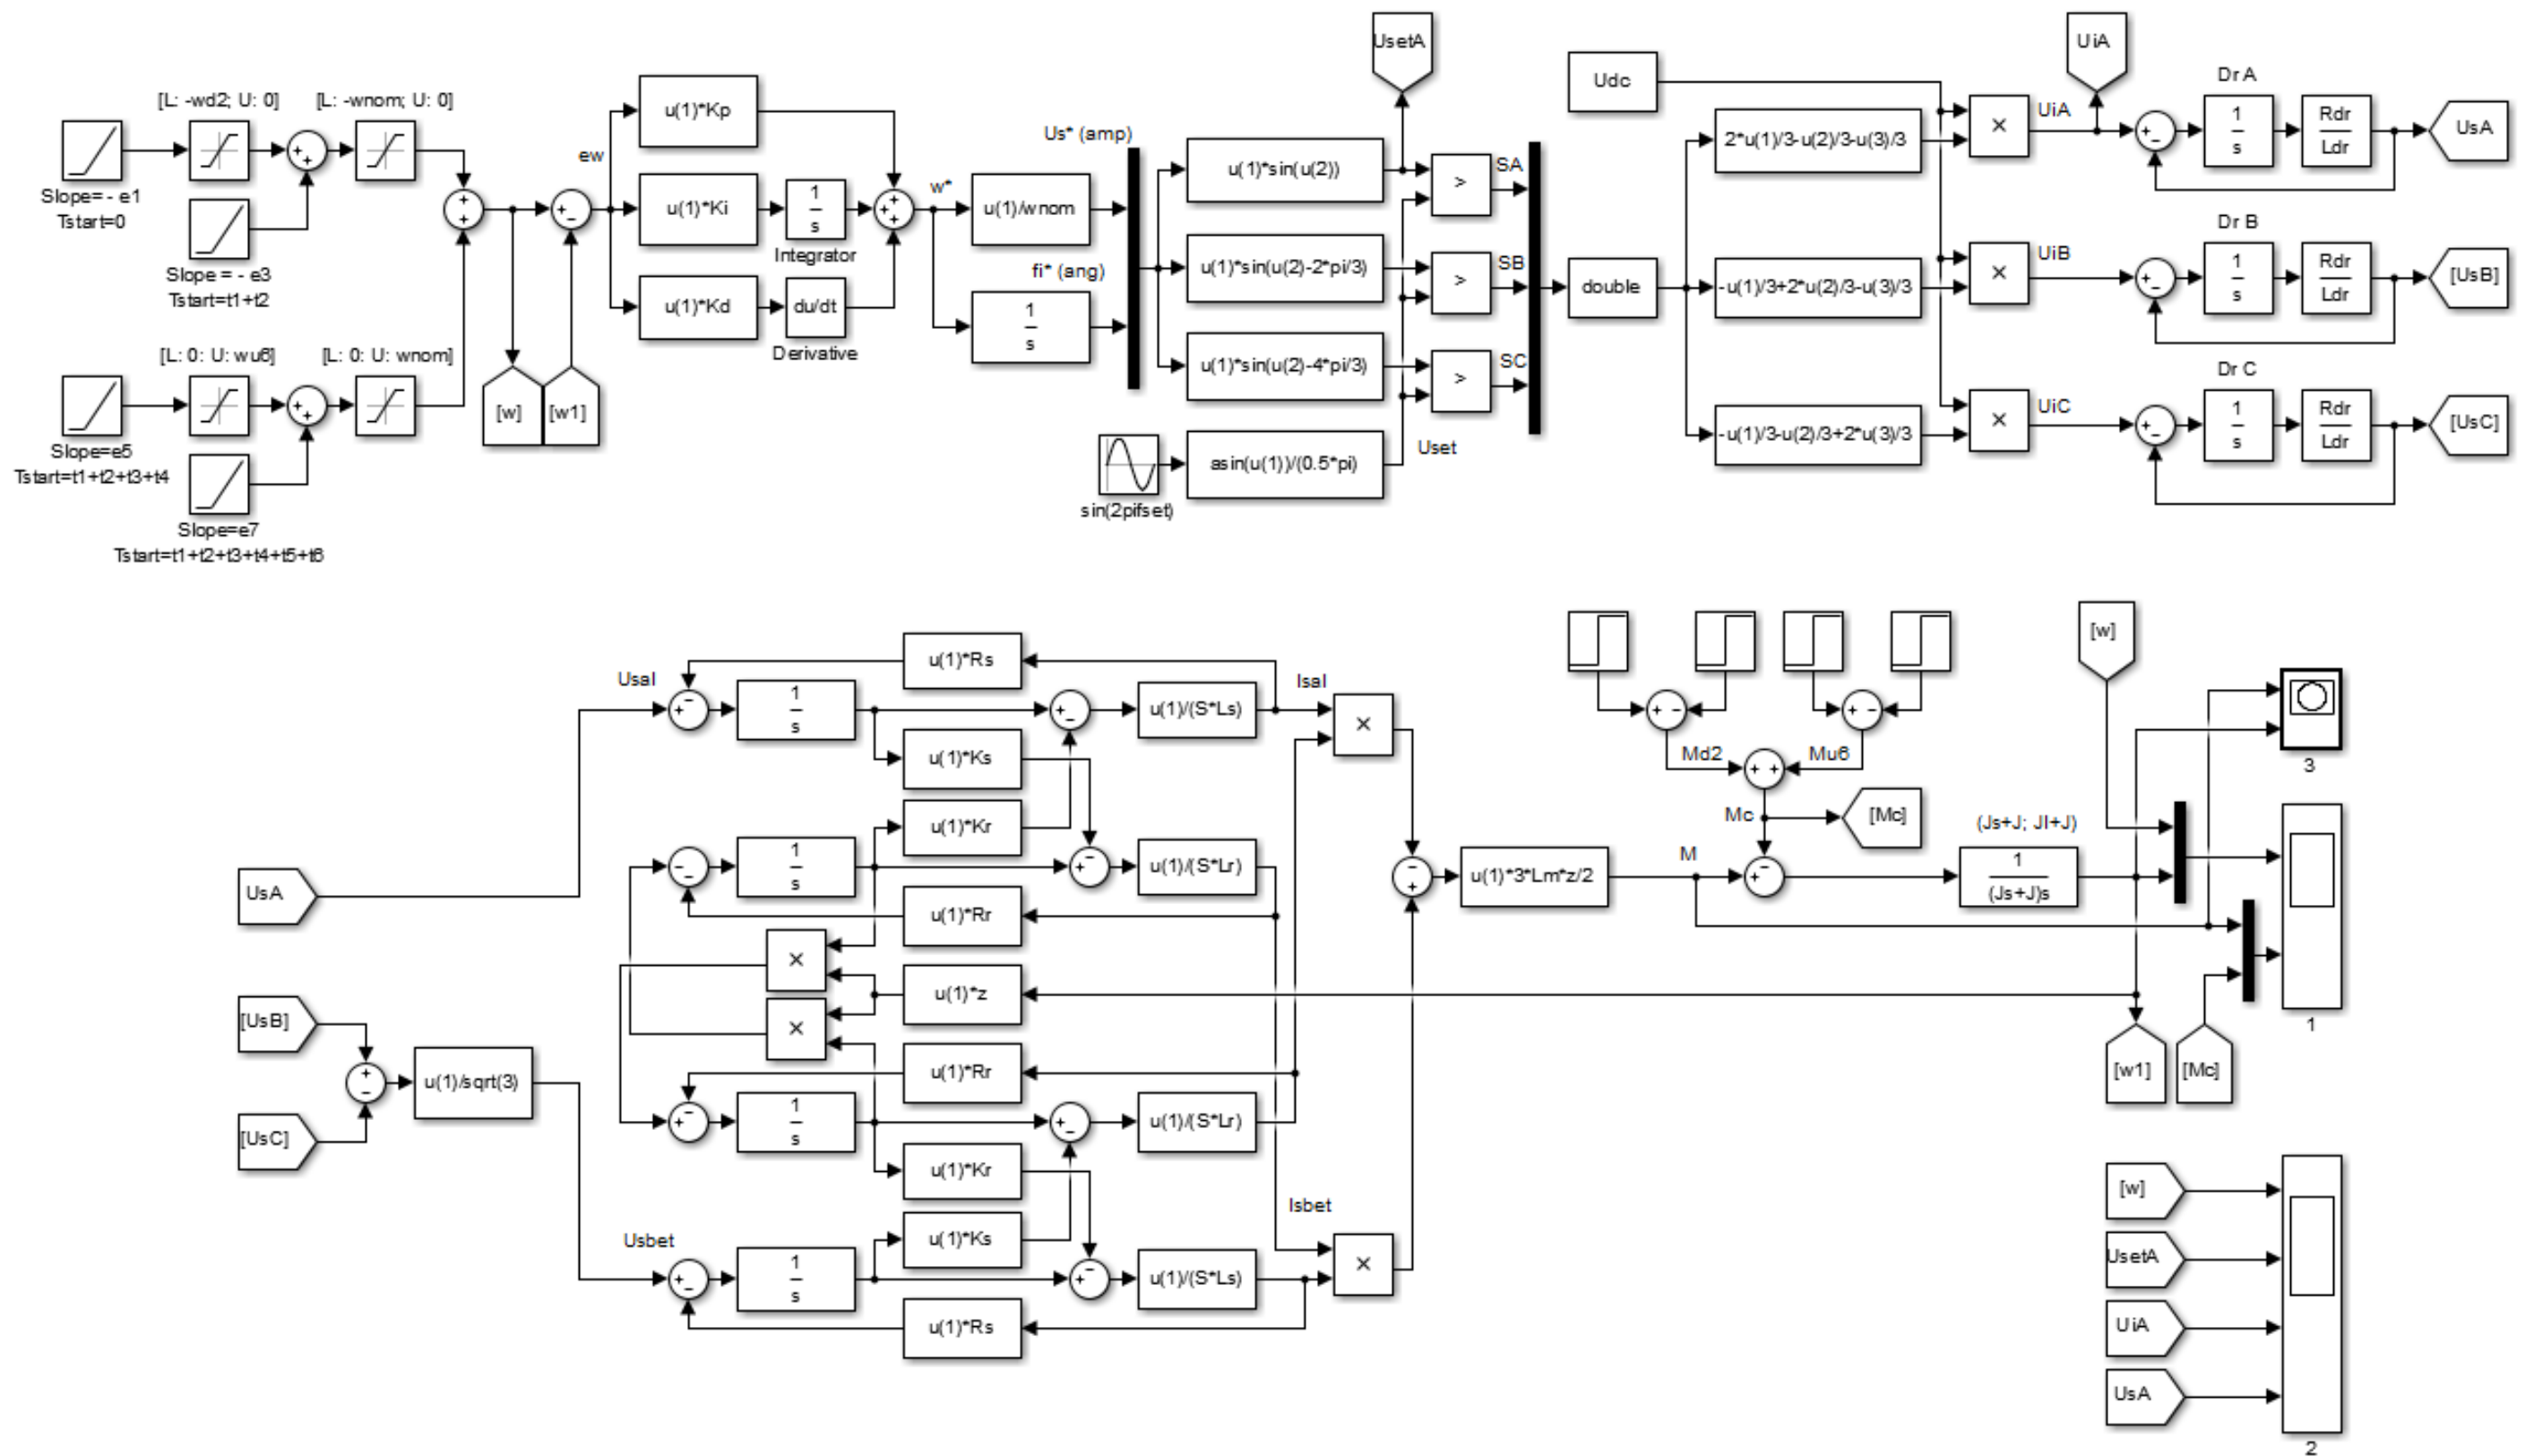 [L: -wd2; U: 0]
[L: -wnom; U: 0]
Slope= - e1
Tstart=0
Slope = - e3
Tstart=t1+t2
[L: 0: U: wu6]
[L: 0: U: wnom]
Slope=e5
Tstart=t1+t2+t3+t4
Slope=e7
Tstart=t1+t2+t3+t4+t5+t6
[w]
[w1]
ew
u(1)*Kp
u(1)*Ki
1
s
Integrator
u(1)*Kd
du/dt
Derivative
w*
u(1)/wnom
Us* (amp)
fi* (ang)
1
s
UsetA
u(1)*sin(u(2))
u(1)*sin(u(2)-2*pi/3)
u(1)*sin(u(2)-4*pi/3)
sin(2pifset)
asin(u(1))/(0.5*pi)
Uset
>
SA
>
SB
>
SC
double
Udc
2*u(1)/3-u(2)/3-u(3)/3
-u(1)/3+2*u(2)/3-u(3)/3
-u(1)/3-u(2)/3+2*u(3)/3
×
UiA
UiA
×
UiB
×
UiC
Dr A
1
s
Rdr
Ldr
UsA
Dr B
1
s
Rdr
Ldr
[UsB]
Dr C
1
s
Rdr
Ldr
[UsC]
UsA
[UsB]
[UsC]
u(1)/sqrt(3)
Usal
u(1)*Rs
1
s
u(1)*Ks
u(1)/(S*Ls)
Isal
×
u(1)*Kr
1
s
u(1)/(S*Lr)
u(1)*Rr
×
u(1)*z
×
u(1)*Rr
1
s
u(1)/(S*Lr)
u(1)*Kr
u(1)*Ks
Isbet
Usbet
1
s
u(1)/(S*Ls)
×
u(1)*Rs
u(1)*3*Lm*z/2
M
Md2
Mu6
Mc
[Mc]
(Js+J; Jl+J)
1
(Js+J)s
[w]
3
1
[w1]
[Mc]
[w]
UsetA
UiA
UsA
2